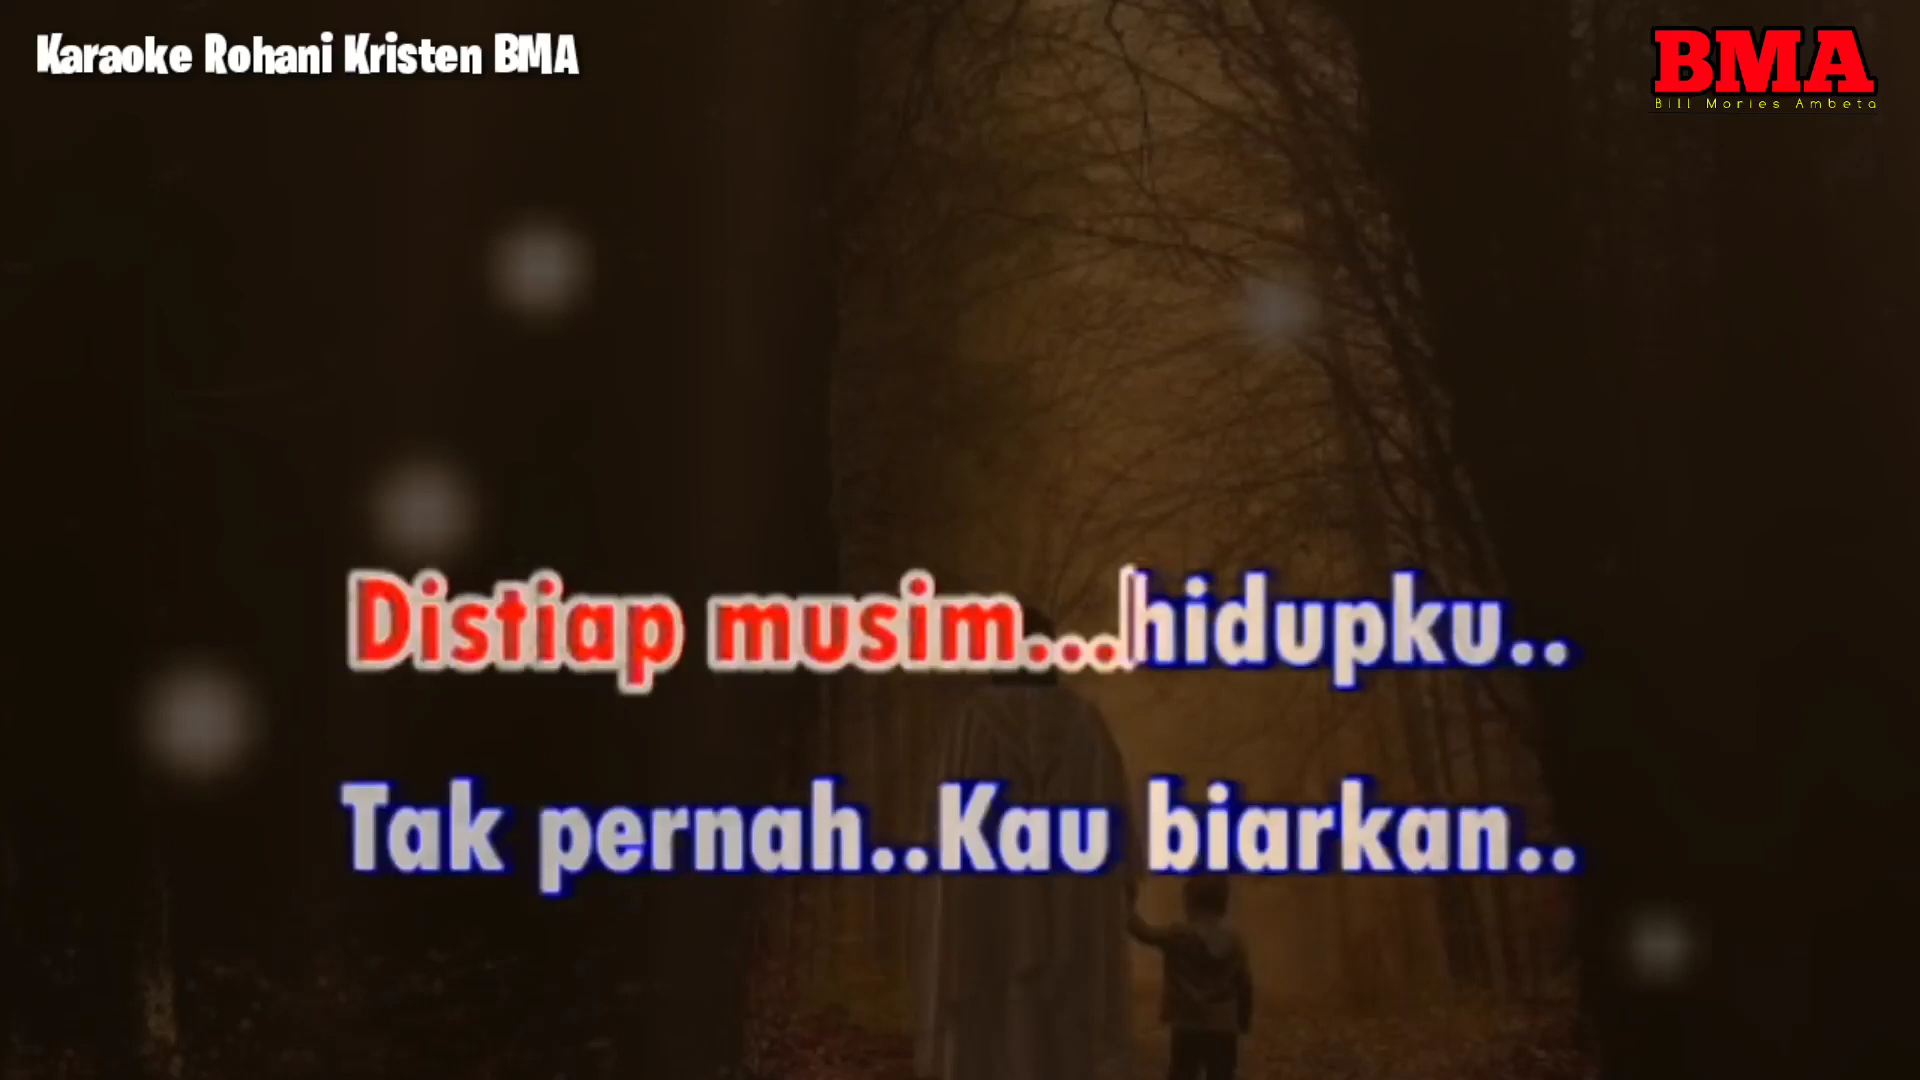 Karaoke Rohani Kristen BMA
BMA
Bill Mories Ambeta
Distiap musim...hidupku..
Tak pernah..Kau biarkan..